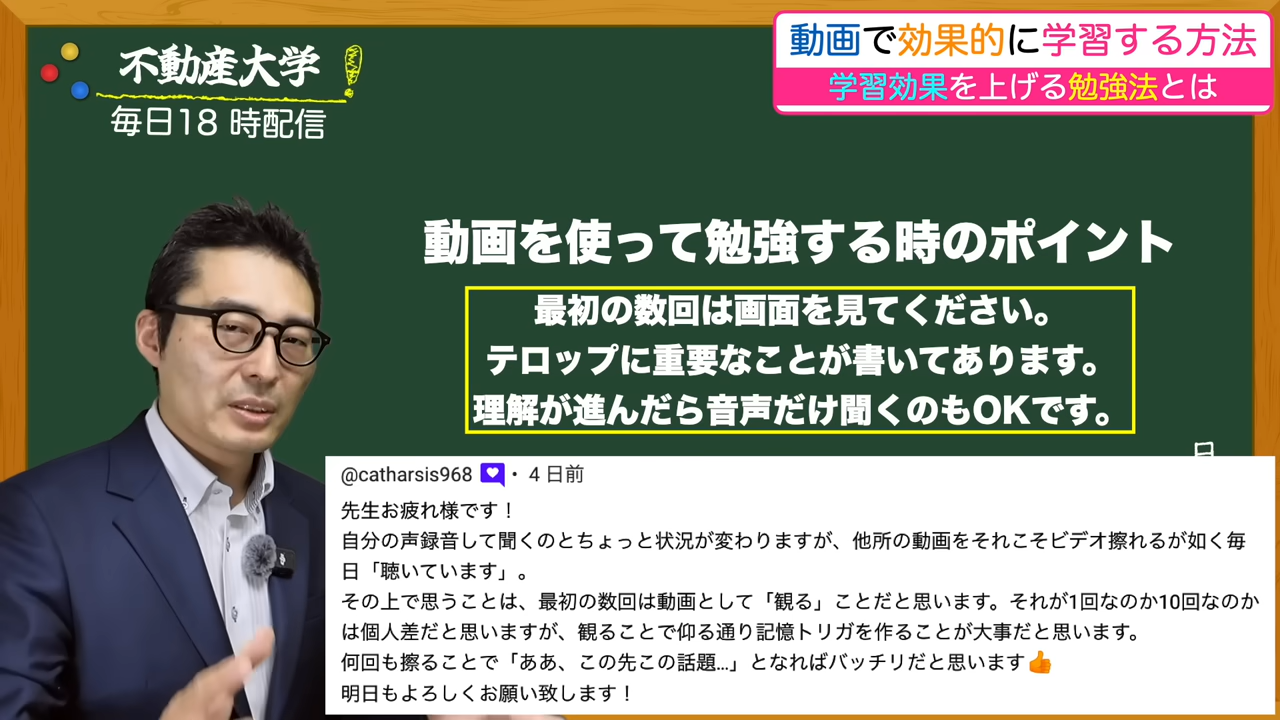 不動産大学!
毎日18時配信
動画で効果的に学習する方法
学習効果を上げる勉強法とは
動画を使って勉強する時のポイント
最初の数回は画面を見てください。
テロップに重要なことが書いてあります。
理解が進んだら音声だけ聞くのもOKです。
@catharsis968 ・ 4 日前
先生お疲れ様です！
自分の声録音して聞くのとちょっと状況が変わりますが、他所の動画をそれこそビデオ擦れるが如く毎
日「聴いています」。
その上で思うことは、最初の数回は動画として「観る」ことだと思います。それが1回なのか10回なのか
は個人差だと思いますが、観ることで仰る通り記憶トリガを作ることが大事だと思います。
何回も擦ることで「ああ、この先この話題...」となればバッチリだと思います👍
明日もよろしくお願い致します！